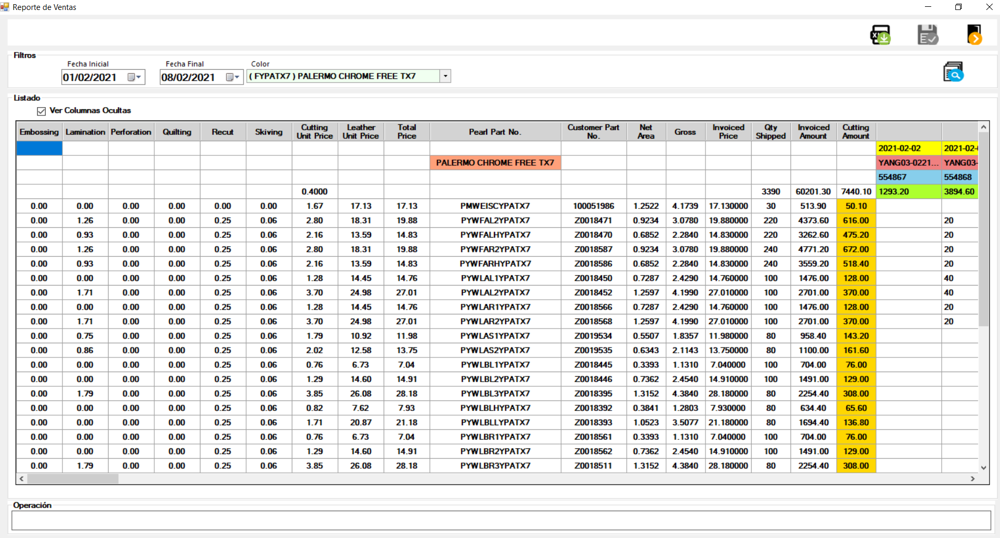 Reporte de Ventas
Filtros
Fecha Inicial Fecha Final Color
01/02/2021 08/02/2021 ( FYPATX7 ) PALERMO CHROME FREE TX7
Listado
Ver Columnas Ocultas
Embossing Lamination Perforation Quilting Recut Skiving Cutting Unit Price Leather Unit Price Total Price Pearl Part No. Customer Part No. Net Area Gross Invoiced Price Qty Shipped Invoiced Amount Cutting Amount
2021-02-02 2021-02-
PALERMO CHROME FREE TX7 YANG03-0221... YANG03-
554867 554868
0.4000 3390 60201.30 7440.10 1293.20 3894.60
0.00 0.00 0.00 0.00 0.00 0.00 1.67 17.13 17.13 PMWEISCYPATX7 100051986 1.2522 4.1739 17.130000 30 513.90 50.10
0.00 1.26 0.00 0.00 0.25 0.06 2.80 18.31 19.88 PYWFAL2YPATX7 Z0018471 0.9234 3.0780 19.880000 220 4373.60 616.00 20
0.00 0.93 0.00 0.00 0.25 0.06 2.16 13.59 14.83 PYWFALHYPATX7 Z0018470 0.6852 2.2840 14.830000 220 3262.60 475.20 20
0.00 1.26 0.00 0.00 0.25 0.06 2.80 18.31 19.88 PYWFAR2YPATX7 Z0018587 0.9234 3.0780 19.880000 240 4771.20 672.00 20
0.00 0.93 0.00 0.00 0.25 0.06 2.16 13.59 14.83 PYWFARHYPATX7 Z0018586 0.6852 2.2840 14.830000 240 3559.20 518.40 20
0.00 0.00 0.00 0.00 0.25 0.06 1.28 14.45 14.76 PYWLAL1YPATX7 Z0018450 0.7287 2.4290 14.760000 100 1476.00 128.00 40
0.00 1.71 0.00 0.00 0.25 0.06 3.70 24.98 27.01 PYWLAL2YPATX7 Z0018452 1.2597 4.1990 27.010000 100 2701.00 370.00 40
0.00 0.00 0.00 0.00 0.25 0.06 1.28 14.45 14.76 PYWLAR1YPATX7 Z0018566 0.7287 2.4290 14.760000 100 1476.00 128.00 20
0.00 1.71 0.00 0.00 0.25 0.06 3.70 24.98 27.01 PYWLAR2YPATX7 Z0018568 1.2597 4.1990 27.010000 100 2701.00 370.00 20
0.00 0.75 0.00 0.00 0.25 0.06 1.79 10.92 11.98 PYWLAS1YPATX7 Z0019534 0.5507 1.8357 11.980000 80 958.40 143.20
0.00 0.86 0.00 0.00 0.25 0.06 2.02 12.58 13.75 PYWLAS2YPATX7 Z0019535 0.6343 2.1143 13.750000 80 1100.00 161.60
0.00 0.00 0.00 0.00 0.25 0.06 0.76 6.73 7.04 PYWLBL1YPATX7 Z0018445 0.3393 1.1310 7.040000 100 704.00 76.00
0.00 0.00 0.00 0.00 0.25 0.06 1.29 14.60 14.91 PYWLBL2YPATX7 Z0018446 0.7362 2.4540 14.910000 100 1491.00 129.00
0.00 1.79 0.00 0.00 0.25 0.06 3.85 26.08 28.18 PYWLBL3YPATX7 Z0018395 1.3152 4.3840 28.180000 80 2254.40 308.00
0.00 0.00 0.00 0.00 0.25 0.06 0.82 7.62 7.93 PYWLBLHYPATX7 Z0018392 0.3841 1.2803 7.930000 80 634.40 65.60
0.00 0.00 0.00 0.00 0.25 0.06 1.71 20.87 21.18 PYWLBLLYPATX7 Z0018393 1.0523 3.5077 21.180000 80 1694.40 136.80
0.00 0.00 0.00 0.00 0.25 0.06 0.76 6.73 7.04 PYWLBR1YPATX7 Z0018561 0.3393 1.1310 7.040000 100 704.00 76.00
0.00 0.00 0.00 0.00 0.25 0.06 1.29 14.60 14.91 PYWLBR2YPATX7 Z0018562 0.7362 2.4540 14.910000 100 1491.00 129.00
0.00 1.79 0.00 0.00 0.25 0.06 3.85 26.08 28.18 PYWLBR3YPATX7 Z0018511 1.3152 4.3840 28.180000 80 2254.40 308.00
Operación